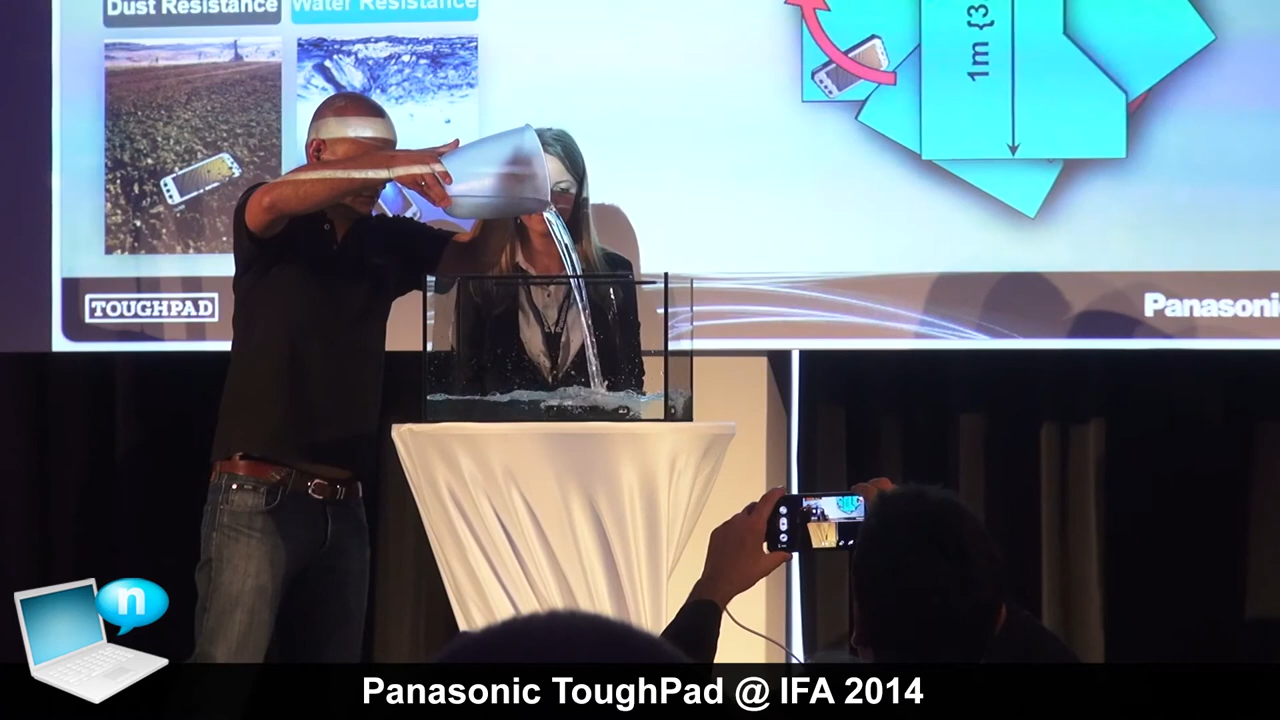 Dust Resistance
Water Resistance
1m {3
TOUGHPAD
Panasonic
n
Panasonic ToughPad @ IFA 2014